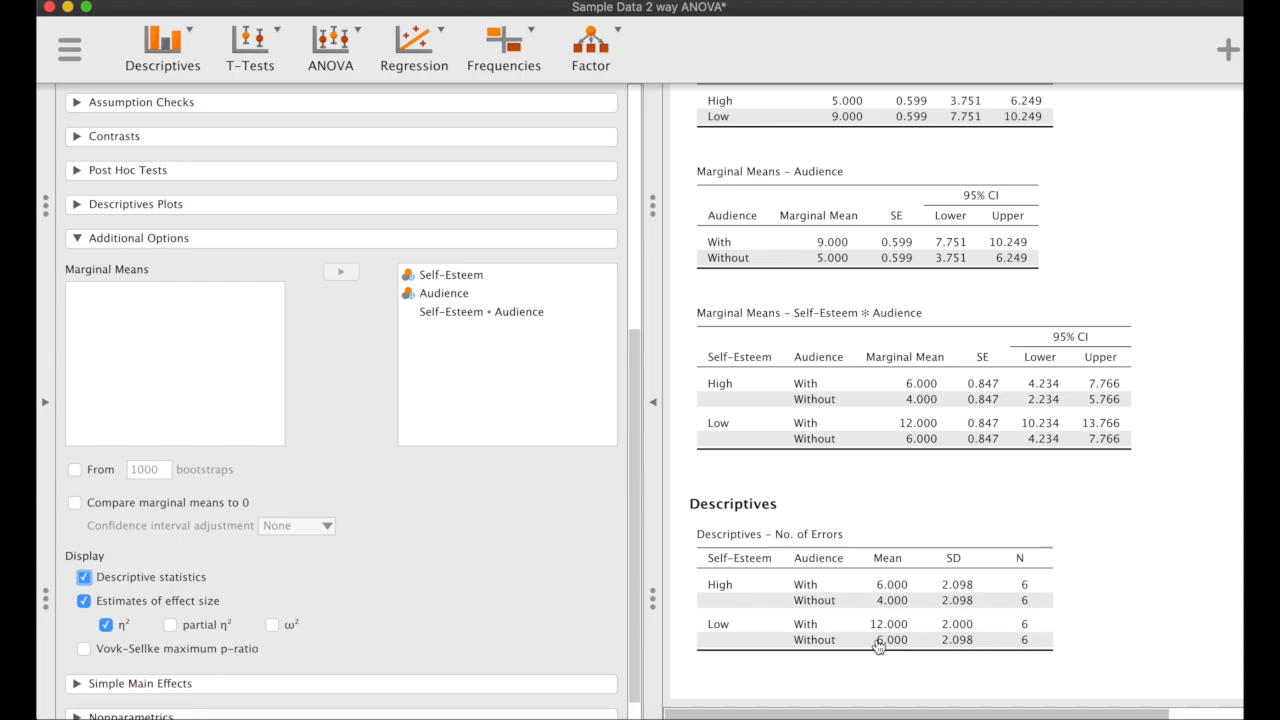 Sample Data 2 way ANOVA*
Descriptives T-Tests ANOVA Regression Frequencies Factor
Assumption Checks
Contrasts
Post Hoc Tests
Descriptives Plots
Additional Options
Marginal Means
Self-Esteem
Audience
Self-Esteem * Audience
From 1000 bootstraps
Compare marginal means to 0
Confidence interval adjustment None
Display
Descriptive statistics
Estimates of effect size
η² partial η² ω²
Vovk-Sellke maximum p-ratio
Simple Main Effects
Nonparametrics
High 5.000 0.599 3.751 6.249
Low 9.000 0.599 7.751 10.249
Marginal Means - Audience
95% CI
Audience Marginal Mean SE Lower Upper
With 9.000 0.599 7.751 10.249
Without 5.000 0.599 3.751 6.249
Marginal Means - Self-Esteem ✻ Audience
95% CI
Self-Esteem Audience Marginal Mean SE Lower Upper
High With 6.000 0.847 4.234 7.766
Without 4.000 0.847 2.234 5.766
Low With 12.000 0.847 10.234 13.766
Without 6.000 0.847 4.234 7.766
Descriptives
Descriptives - No. of Errors
Self-Esteem Audience Mean SD N
High With 6.000 2.098 6
Without 4.000 2.098 6
Low With 12.000 2.000 6
Without 6.000 2.098 6